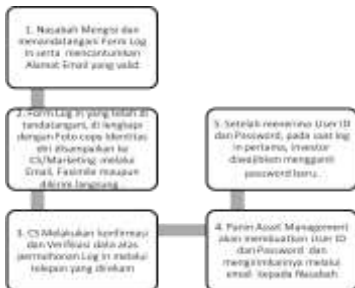 1. Nasabah Mengisi dan
menandatangani Form Log
In serta mencantumkan
Alamat Email yang valid
2. Form Log In yang telah di
tandatangani, di lengkapi
dengan Foto copy Identitas
diri disampaikan ke
CS/Marketing melalui
Email, Facsimile maupun
dikirim langsung
3. CS Melakukan konfirmasi
dan Verifikasi data atas
permohonan Log In melalui
telepon yang direkam
4. Panin Asset Management
akan membuatkan User ID
dan Password dan
mengirimkannya melalui
email kepada Nasabah.
5. Setelah menerima User ID
dan Password, pada saat log
in pertama, investor
diwajibkan mengganti
password baru.